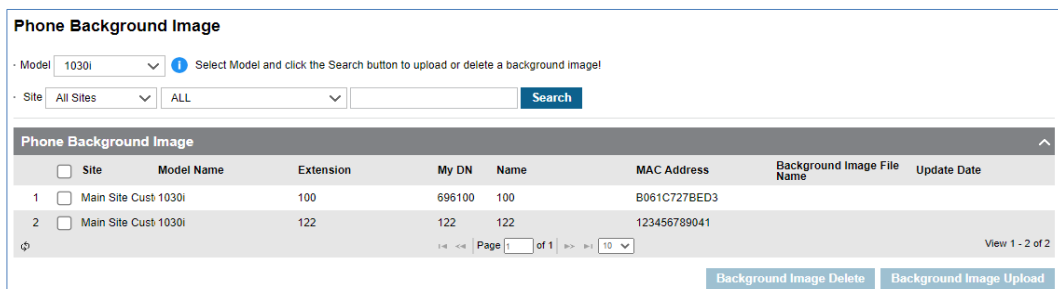 Phone Background Image
· Model 1030i i Select Model and click the Search button to upload or delete a background image!
· Site All Sites ALL Search
Phone Background Image
Site Model Name Extension My DN Name MAC Address Background Image File Name Update Date
1 Main Site Cust 1030i 100 696100 100 B061C727BED3
2 Main Site Cust 1030i 122 122 122 123456789041
Page 1 of 1 10 View 1 - 2 of 2
Background Image Delete Background Image Upload